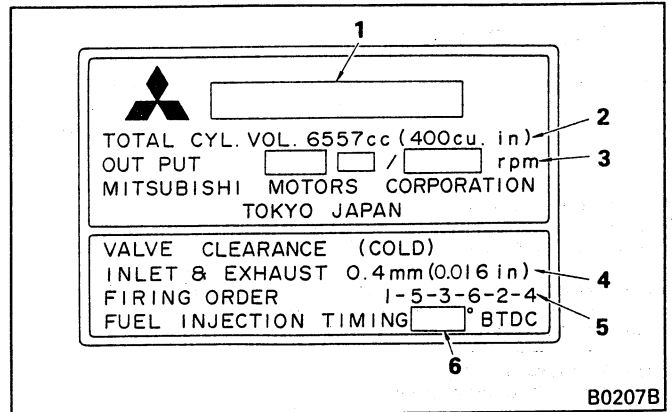 1
TOTAL CYL. VOL. 6557cc (400cu. in) 2
OUT PUT / rpm 3
MITSUBISHI MOTORS CORPORATION
TOKYO JAPAN
VALVE CLEARANCE (COLD)
INLET & EXHAUST 0.4mm (0.016 in) 4
FIRING ORDER 1-5-3-6-2-4 5
FUEL INJECTION TIMING ° BTDC
6
B0207B